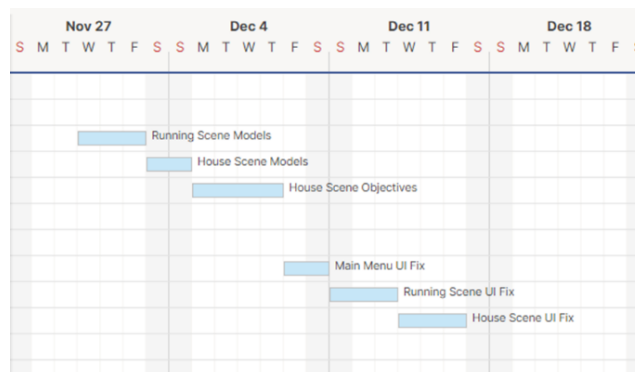 Nov 27 Dec 4 Dec 11 Dec 18
S M T W T F S S M T W T F S S M T W T F S S M T W T F
Running Scene Models
House Scene Models
House Scene Objectives
Main Menu UI Fix
Running Scene UI Fix
House Scene UI Fix